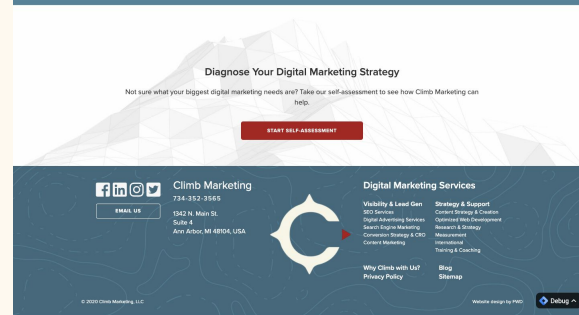 Diagnose Your Digital Marketing Strategy
Not sure what your biggest digital marketing needs are? Take our self-assessment to see how Climb Marketing can
help.
START SELF-ASSESSMENT
EMAIL US
Climb Marketing
734-352-3565
1342 N. Main St.
Suite 4
Ann Arbor, MI 48104, USA
Digital Marketing Services
Visibility & Lead Gen
SEO Services
Digital Advertising Services
Search Engine Marketing
Conversion Strategy & CRO
Content Marketing
Strategy & Support
Content Strategy & Creation
Optimized Web Development
Research & Strategy
Measurement
International
Training & Coaching
Why Climb with Us?
Privacy Policy
Blog
Sitemap
© 2020 Climb Marketing, LLC
Website design by PWD
Debug